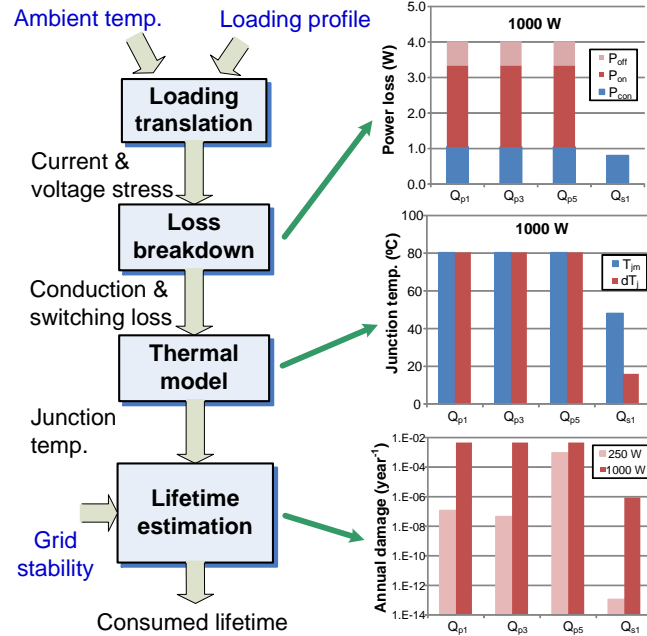 Ambient temp.
Loading profile
Loading
translation
Current &
voltage stress
Loss
breakdown
Conduction &
switching loss
Thermal
model
Junction
temp.
Lifetime
estimation
Grid
stability
Consumed lifetime
1000 W
Power loss (W)
5.0
4.0
3.0
2.0
1.0
0.0
Poff
Pon
Pcon
Qp1 Qp3 Qp5 Qs1
1000 W
Junction temp. (ºC)
100
80
60
40
20
0
Tjm
dTj
Qp1 Qp3 Qp5 Qs1
Annual damage (year-1)
1.E-02
1.E-04
1.E-06
1.E-08
1.E-10
1.E-12
1.E-14
250 W
1000 W
Qp1 Qp3 Qp5 Qs1